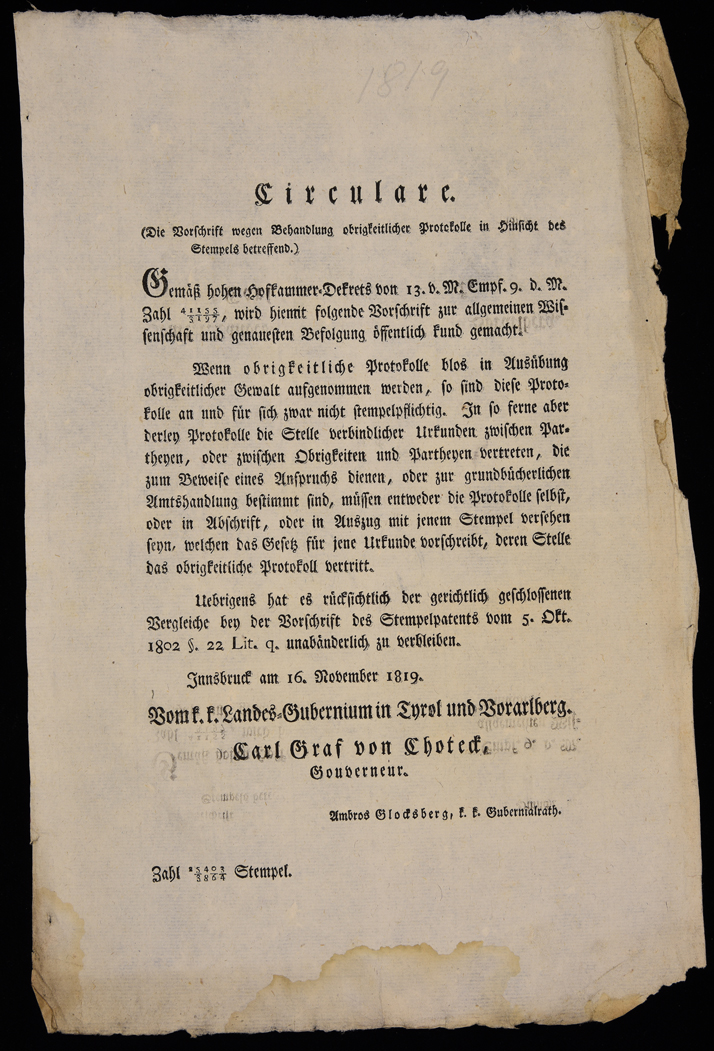 1819
Circulare.
(Die Vorschrift wegen Behandlung obrigkeitlicher Protokolle in Hinsicht des
Stempels betreffend.)
Gemäß hohen Hofkammer-Dekrets von 13. v. M. Empf. 9. d. M.
Zahl 41155/3197, wird hiemit folgende Vorschrift zur allgemeinen Wis-
senschaft und genauesten Befolgung öffentlich kund gemacht.
Wenn obrigkeitliche Protokolle blos in Ausübung
obrigkeitlicher Gewalt aufgenommen werden, so sind diese Proto-
kolle an und für sich zwar nicht stempelpflichtig. In so ferne aber
derley Protokolle die Stelle verbindlicher Urkunden zwischen Par-
theyen, oder zwischen Obrigkeiten und Partheyen vertreten, die
zum Beweise eines Anspruchs dienen, oder zur grundbücherlichen
Amtshandlung bestimmt sind, müssen entweder die Protokolle selbst,
oder in Abschrift, oder in Auszug mit jenem Stempel versehen
seyn, welchen das Gesetz für jene Urkunde vorschreibt, deren Stelle
das obrigkeitliche Protokoll vertritt.
Uebrigens hat es rücksichtlich der gerichtlich geschlossenen
Vergleiche bey der Vorschrift des Stempelpatents vom 5. Okt.
1802 §. 22 Lit. q. unabänderlich zu verbleiben.
Innsbruck am 16. November 1819.
Vom k. k. Landes-Gubernium in Tyrol und Vorarlberg.
Carl Graf von Choteck,
Gouverneur.
Ambros Glocksberg, k. k. Gubernialrath.
Zahl 25403/3864 Stempel.